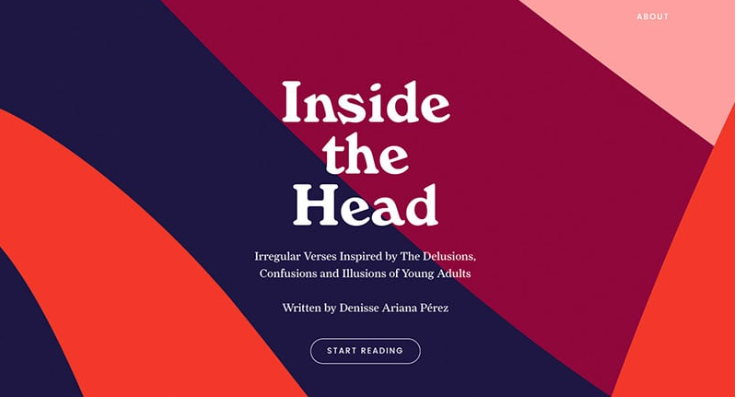 ABOUT
Inside
the
Head
Irregular Verses Inspired by The Delusions,
Confusions and Illusions of Young Adults
Written by Denisse Ariana Pérez
START READING